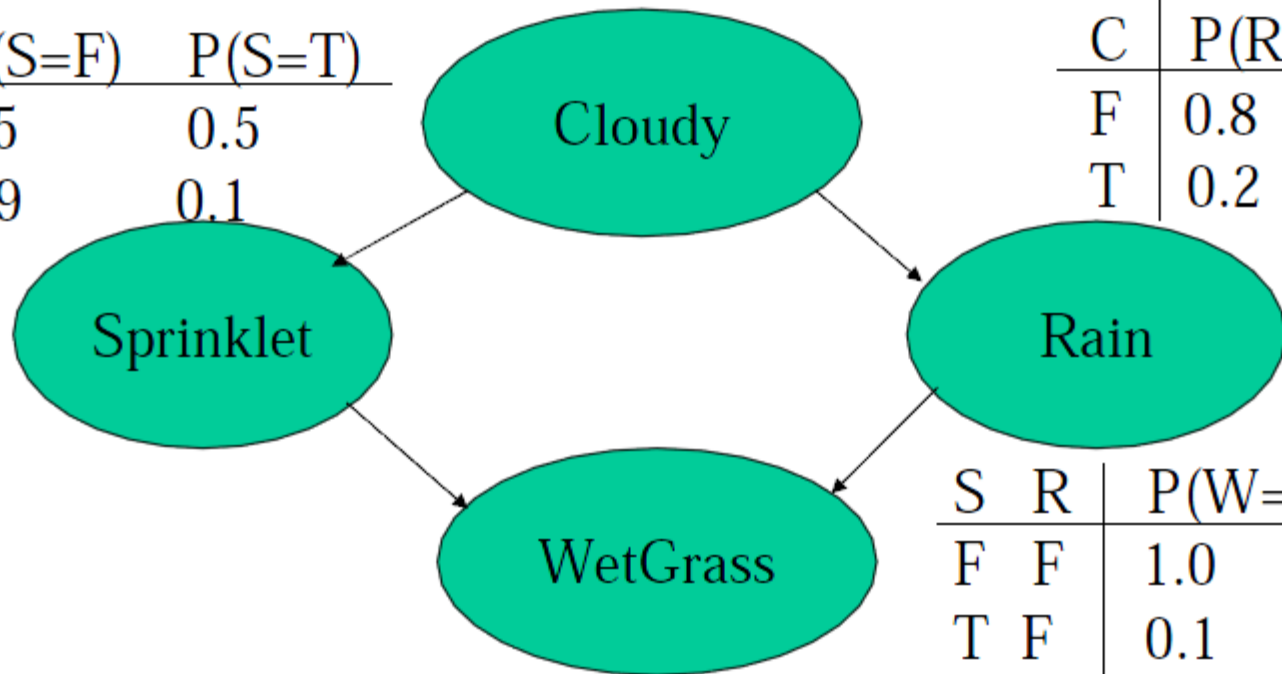 (S=F) P(S=T)
5 0.5
9 0.1
Cloudy
C P(R
F 0.8
T 0.2
Sprinklet
Rain
WetGrass
S R P(W=
F F 1.0
T F 0.1